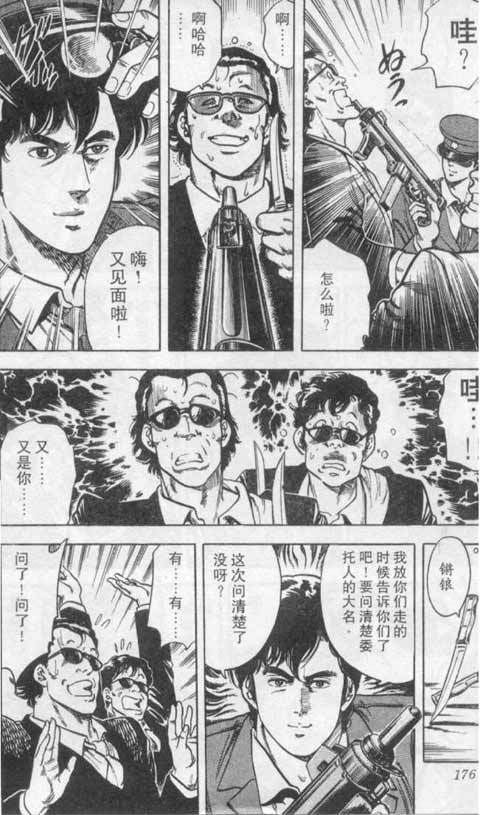 哇?
ぬう
怎么啦?
啊……
啊哈哈
嗨!
又见面啦!
哇…!
又……
又是你…
锵锒
我放你们走的
时候告诉你们了
吧!要问清楚委
托人的大名。
这次问清楚了
没呀?
有……有…
问了!问了!
176